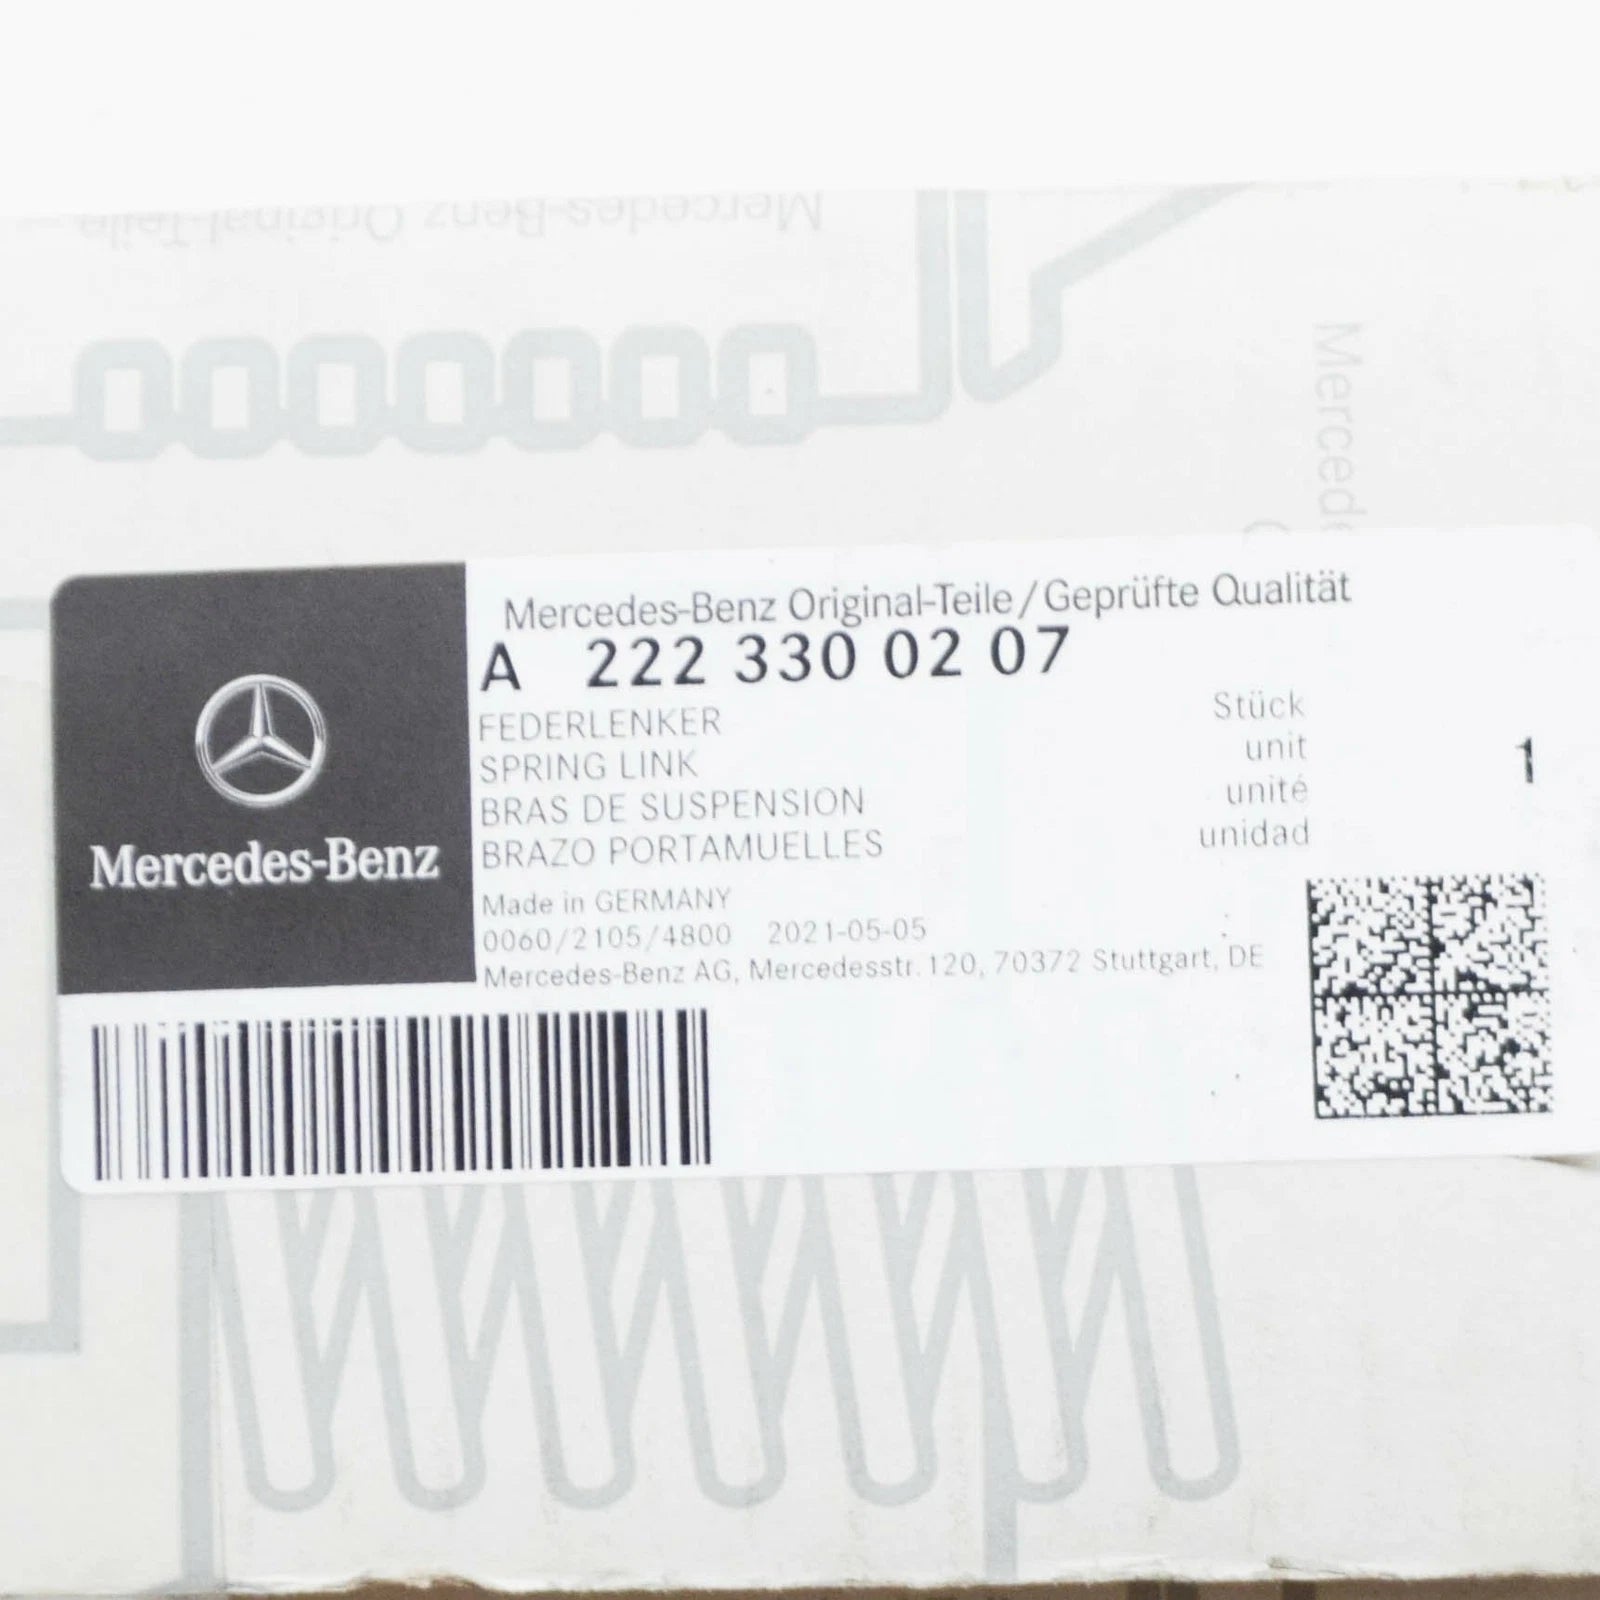 Mercedes-Benz Original-Teile
Mercede
Mercedes-Benz Original-Teile/Geprüfte Qualität
A 222 330 02 07
FEDERLENKER
SPRING LINK
BRAS DE SUSPENSION
BRAZO PORTAMUELLES
Stück
unit
unité
unidad
1
Mercedes-Benz
Made in GERMANY
0060/2105/4800 2021-05-05
Mercedes-Benz AG, Mercedesstr. 120, 70372 Stuttgart, DE